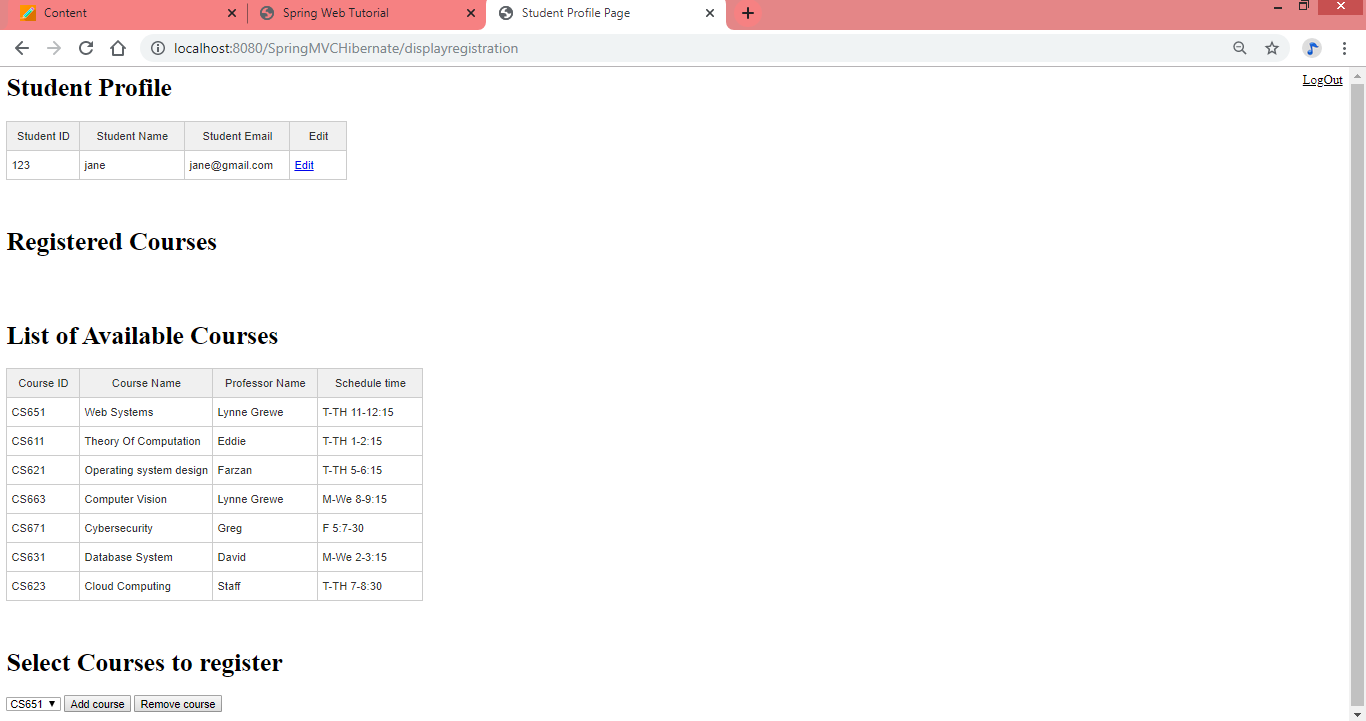 Content
Spring Web Tutorial
Student Profile Page
localhost:8080/SpringMVCHibernate/displayregistration
LogOut
Student Profile
Student ID Student Name Student Email Edit
123 jane jane@gmail.com Edit
Registered Courses
List of Available Courses
Course ID Course Name Professor Name Schedule time
CS651 Web Systems Lynne Grewe T-TH 11-12:15
CS611 Theory Of Computation Eddie T-TH 1-2:15
CS621 Operating system design Farzan T-TH 5-6:15
CS663 Computer Vision Lynne Grewe M-We 8-9:15
CS671 Cybersecurity Greg F 5:7-30
CS631 Database System David M-We 2-3:15
CS623 Cloud Computing Staff T-TH 7-8:30
Select Courses to register
CS651 Add course Remove course